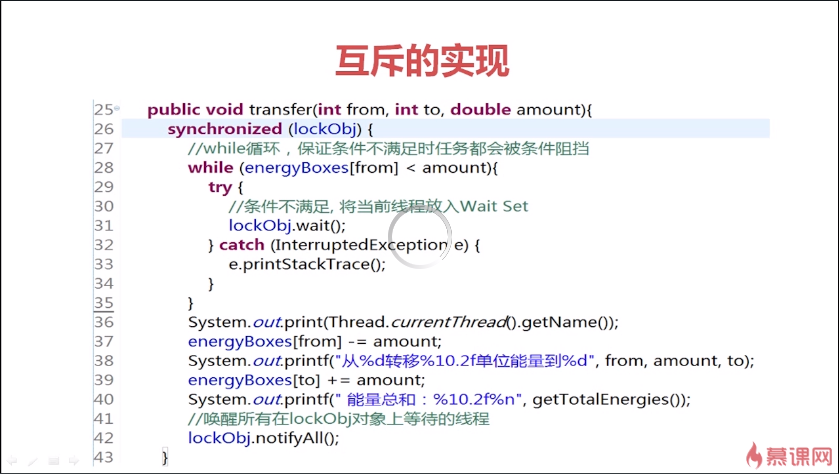 互斥的实现
25 public void transfer(int from, int to, double amount){
26 synchronized (lockObj) {
27 //while循环，保证条件不满足时任务都会被条件阻挡
28 while (energyBoxes[from] < amount){
29 try {
30 //条件不满足, 将当前线程放入Wait Set
31 lockObj.wait();
32 } catch (InterruptedException e) {
33 e.printStackTrace();
34 }
35 }
36 System.out.print(Thread.currentThread().getName());
37 energyBoxes[from] -= amount;
38 System.out.printf("从%d转移%10.2f单位能量到%d", from, amount, to);
39 energyBoxes[to] += amount;
40 System.out.printf(" 能量总和：%10.2f%n", getTotalEnergies());
41 //唤醒所有在lockObj对象上等待的线程
42 lockObj.notifyAll();
43 }
慕课网